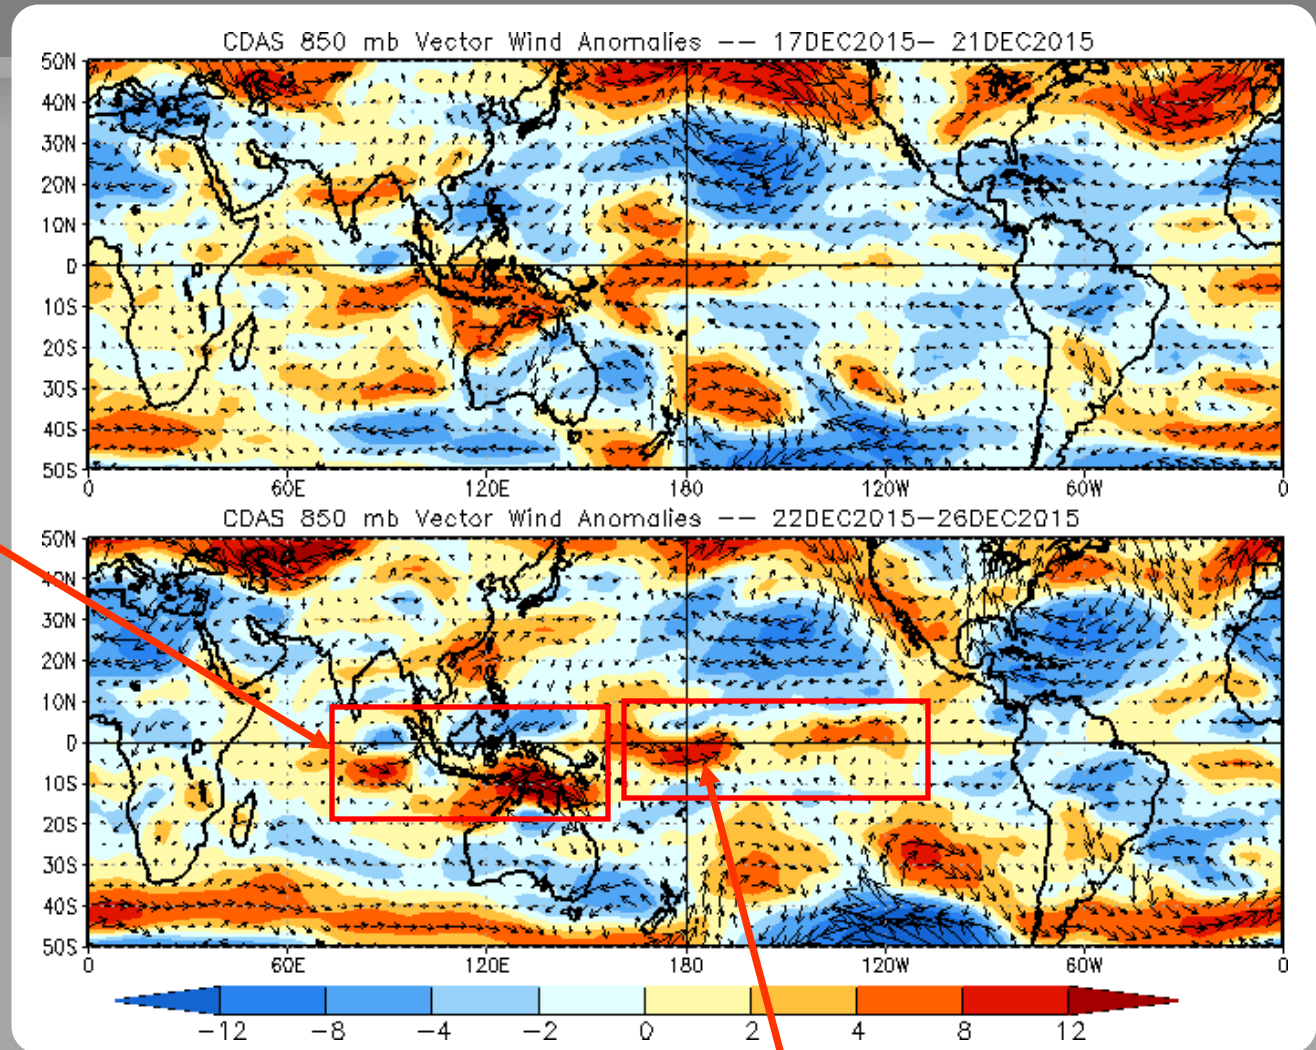 CDAS 850 mb Vector Wind Anomalies -- 17DEC2015- 21DEC2015
50N
40N
30N
20N
10N
0
10S
20S
30S
40S
50S
0 60E 120E 180 120W 60W 0
CDAS 850 mb Vector Wind Anomalies -- 22DEC2015-26DEC2015
50N
40N
30N
20N
10N
0
10S
20S
30S
40S
50S
0 60E 120E 180 120W 60W 0
-12 -8 -4 -2 0 2 4 8 12